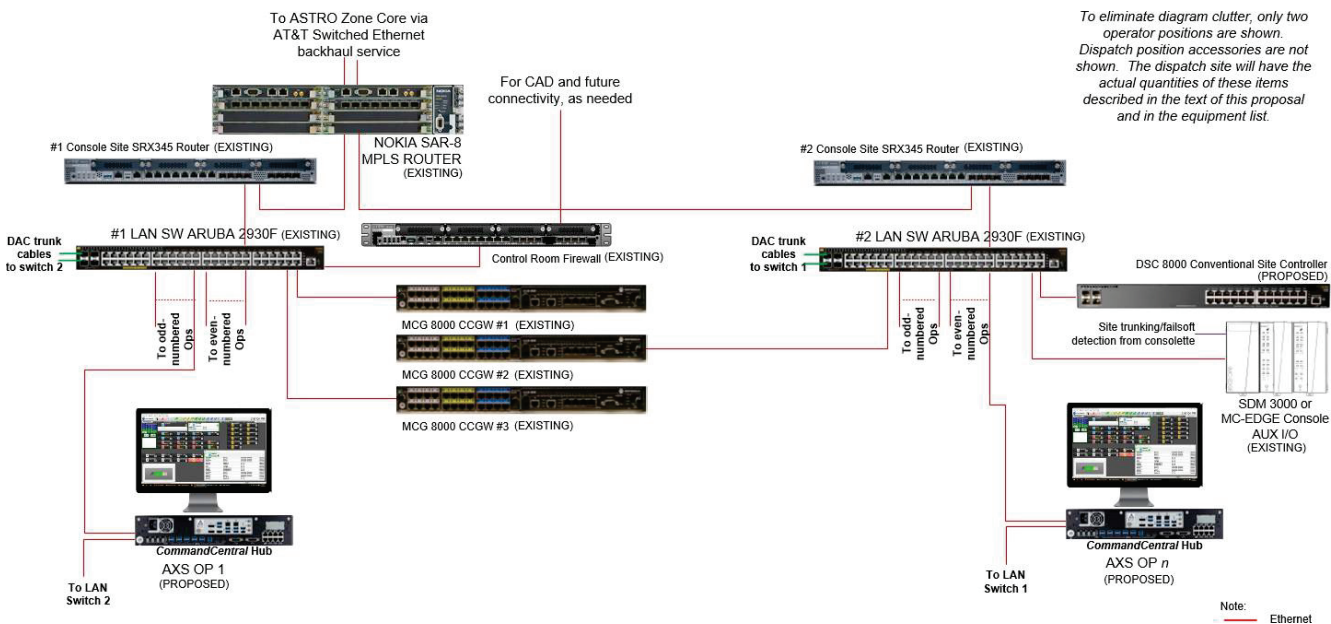 To ASTRO Zone Core via
AT&T Switched Ethernet
backhaul service
To eliminate diagram clutter, only two
operator positions are shown.
Dispatch position accessories are not
shown.  The dispatch site will have the
actual quantities of these items
described in the text of this proposal
and in the equipment list.
For CAD and future
connectivity, as needed
NOKIA
NOKIA SAR-8
MPLS ROUTER
(EXISTING)
#1 Console Site SRX345 Router (EXISTING)
#2 Console Site SRX345 Router (EXISTING)
#1 LAN SW ARUBA 2930F (EXISTING)
DAC trunk
cables
to switch 2
Control Room Firewall (EXISTING)
#2 LAN SW ARUBA 2930F (EXISTING)
DAC trunk
cables
to switch 1
DSC 8000 Conventional Site Controller
(PROPOSED)
To odd-
numbered
Ops
To even-
numbered
Ops
MCG 8000 CCGW #1 (EXISTING)
MCG 8000 CCGW #2 (EXISTING)
MCG 8000 CCGW #3 (EXISTING)
To odd-
numbered
Ops
To even-
numbered
Ops
Site trunking/failsoft
detection from consolette
SDM 3000 or
MC-EDGE Console
AUX I/O
(EXISTING)
CommandCentral Hub
AXS OP 1
(PROPOSED)
To LAN
Switch 2
CommandCentral Hub
AXS OP n
(PROPOSED)
To LAN
Switch 1
Note:
Ethernet